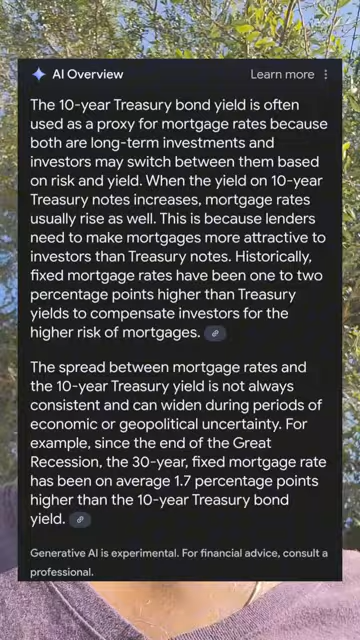 AI Overview Learn more
The 10-year Treasury bond yield is often
used as a proxy for mortgage rates because
both are long-term investments and
investors may switch between them based
on risk and yield. When the yield on 10-year
Treasury notes increases, mortgage rates
usually rise as well. This is because lenders
need to make mortgages more attractive to
investors than Treasury notes. Historically,
fixed mortgage rates have been one to two
percentage points higher than Treasury
yields to compensate investors for the
higher risk of mortgages.
The spread between mortgage rates and
the 10-year Treasury yield is not always
consistent and can widen during periods of
economic or geopolitical uncertainty. For
example, since the end of the Great
Recession, the 30-year, fixed mortgage rate
has been on average 1.7 percentage points
higher than the 10-year Treasury bond
yield.
Generative AI is experimental. For financial advice, consult a
professional.